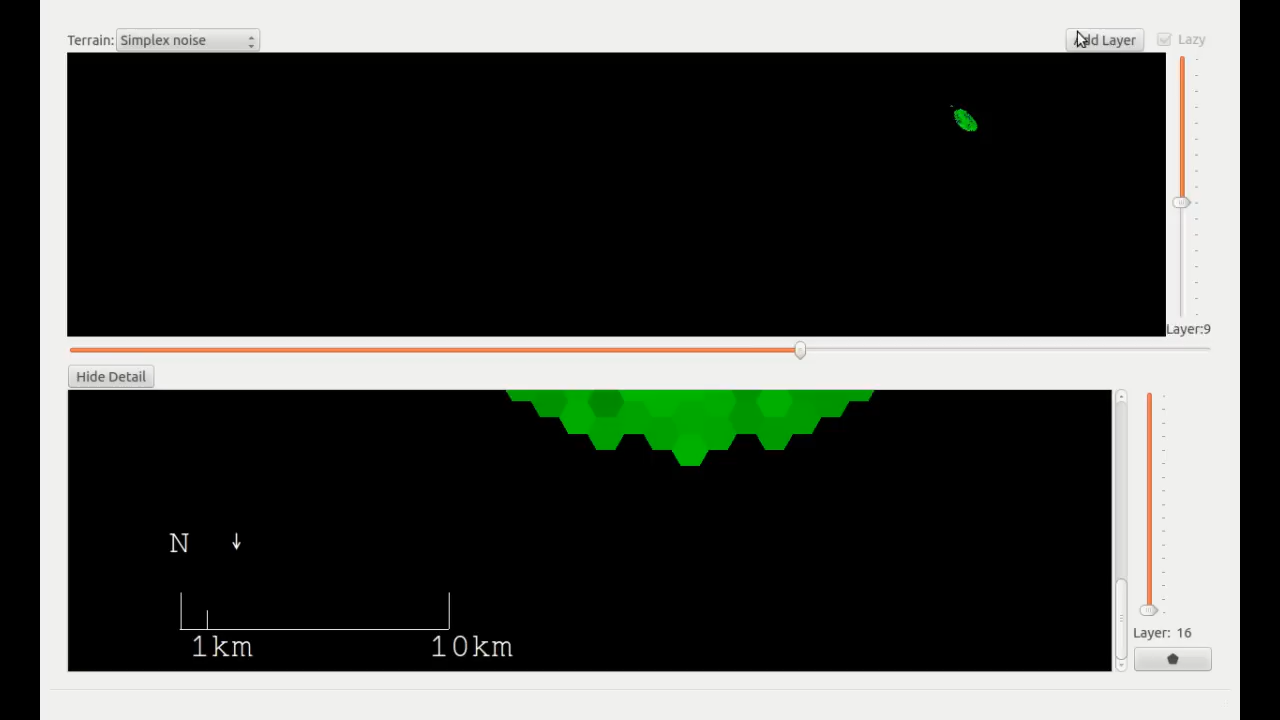 Terrain: Simplex noise
Add Layer
Lazy
Layer:9
Hide Detail
N ↓
1km 10km
Layer: 16